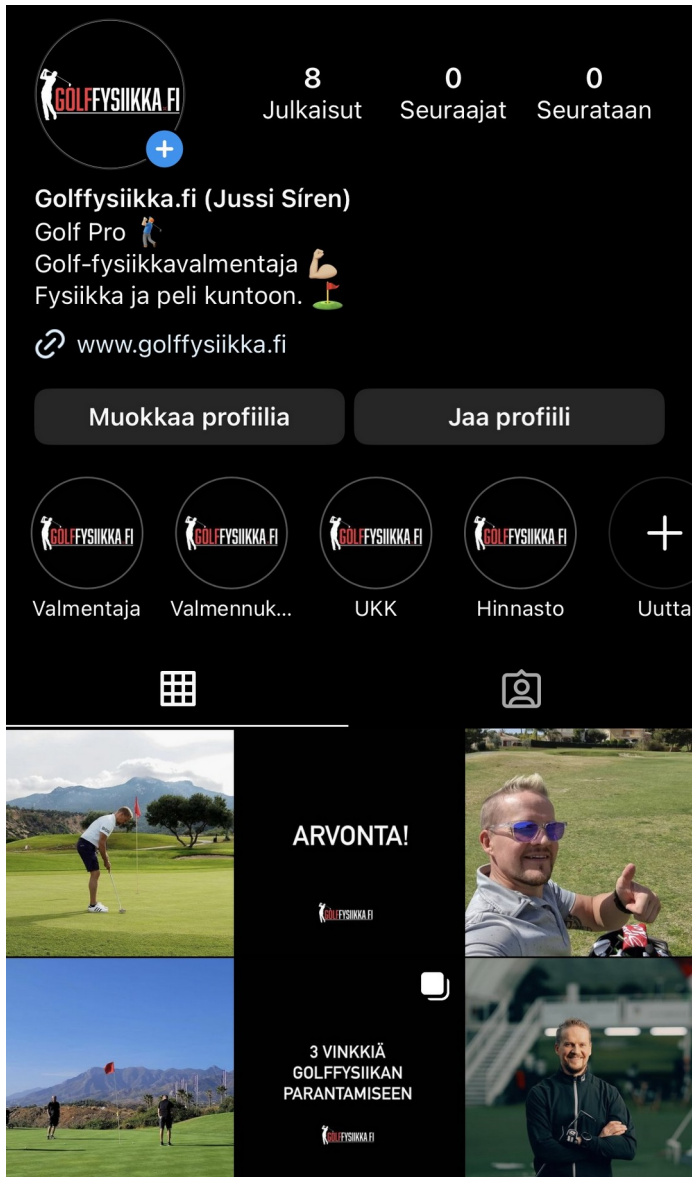 GOLFFYSIIKKA.FI
8
Julkaisut
0
Seuraajat
0
Seurataan
Golffysiikka.fi (Jussi Síren)
Golf Pro
Golf-fysiikkavalmentaja
Fysiikka ja peli kuntoon.
www.golffysiikka.fi
Muokkaa profiilia
Jaa profiili
GOLFFYSIIKKA.FI
GOLFFYSIIKKA.FI
GOLFFYSIIKKA.FI
GOLFFYSIIKKA.FI
Valmentaja
Valmennuk...
UKK
Hinnasto
Uutta
ARVONTA!
GOLFFYSIIKKA.FI
3 VINKKIÄ
GOLFFYSIIKAN
PARANTAMISEEN
GOLFFYSIIKKA.FI